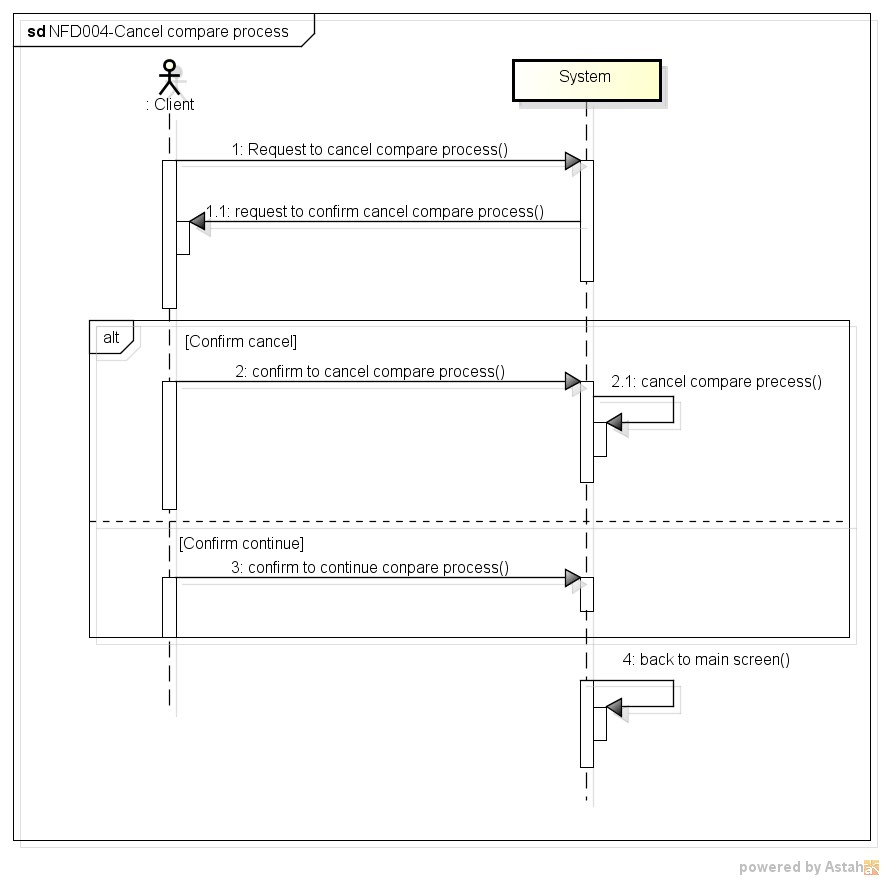 sd NFD004-Cancel compare process
: Client
System
1: Request to cancel compare process()
1.1: request to confirm cancel compare process()
alt
[Confirm cancel]
2: confirm to cancel compare process()
2.1: cancel compare precess()
[Confirm continue]
3: confirm to continue conpare process()
4: back to main screen()
powered by Astah